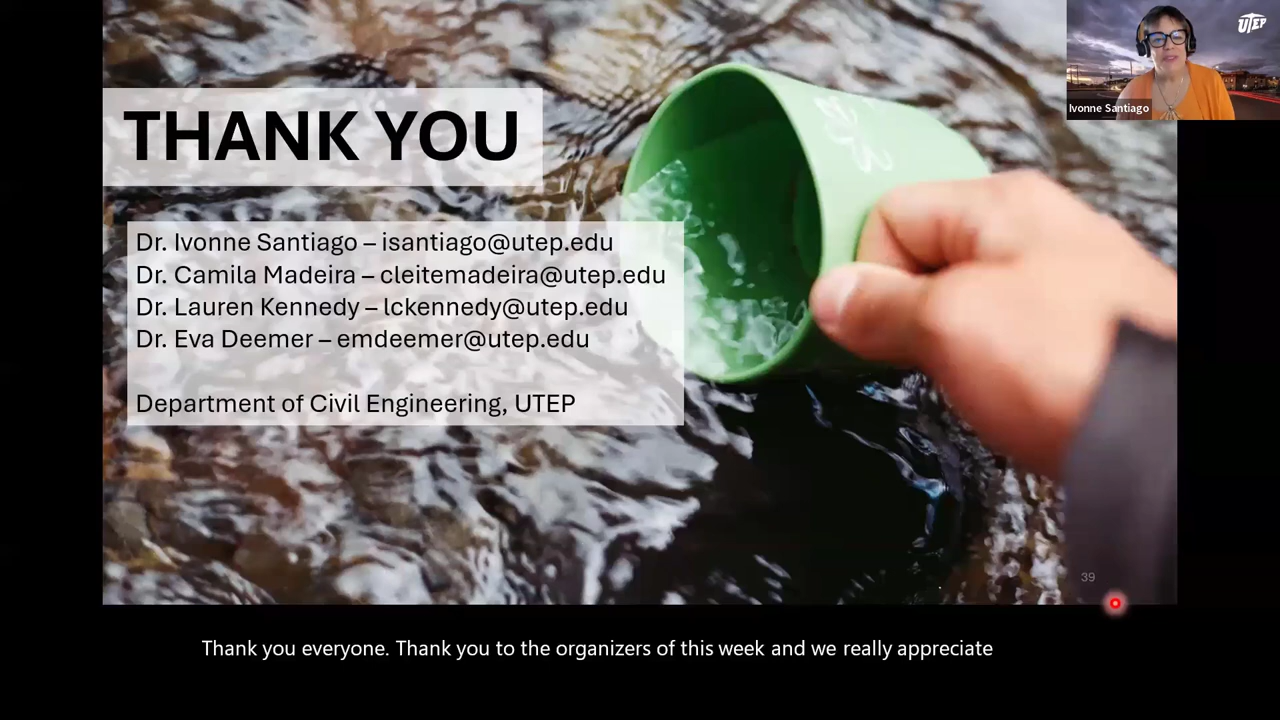 UTEP
Ivonne Santiago
THANK YOU
Dr. Ivonne Santiago – isantiago@utep.edu
Dr. Camila Madeira – cleitemadeira@utep.edu
Dr. Lauren Kennedy – lckennedy@utep.edu
Dr. Eva Deemer – emdeemer@utep.edu
Department of Civil Engineering, UTEP
39
Thank you everyone. Thank you to the organizers of this week and we really appreciate